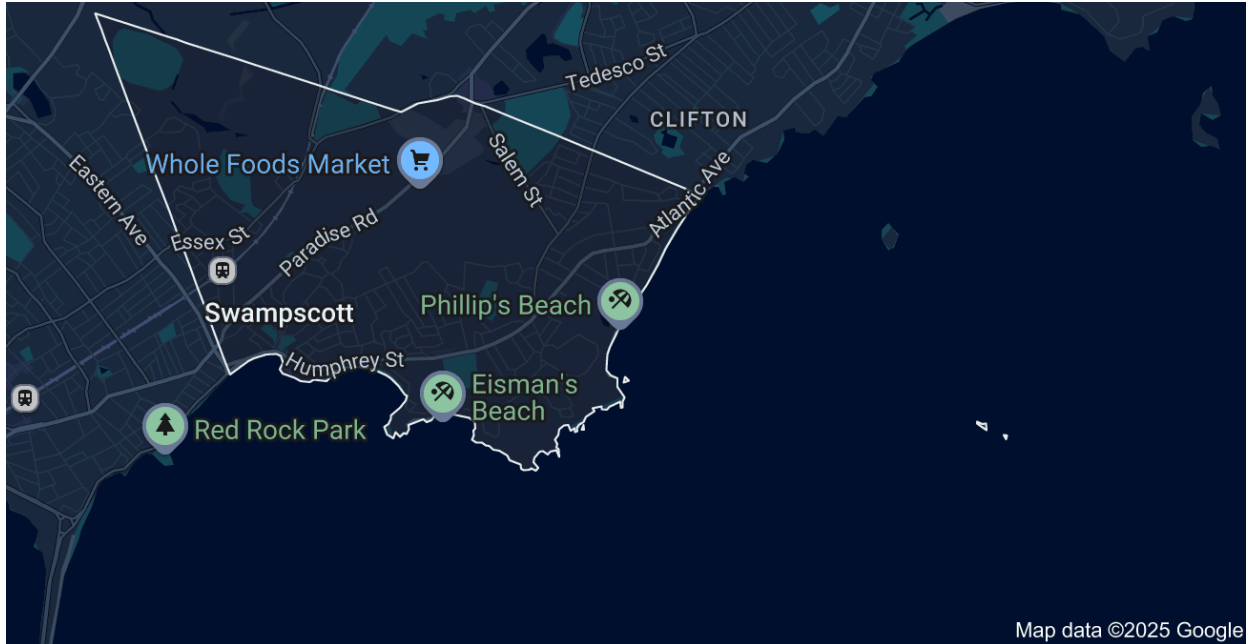 Tedesco St
CLIFTON
Whole Foods Market
Salem St
Eastern Ave
Atlantic Ave
Essex St
Paradise Rd
Swampscott
Phillip's Beach
Humphrey St
Eisman's
Beach
Red Rock Park
Map data ©2025 Google